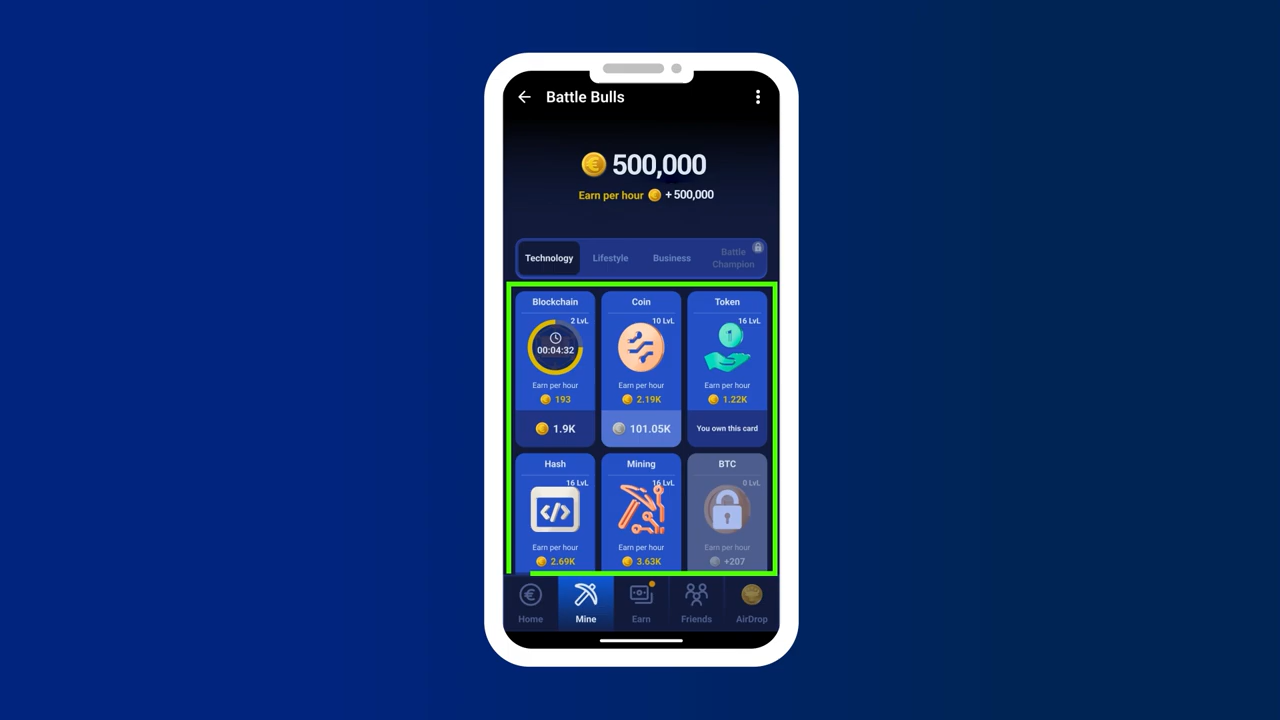 Battle Bulls
500,000
Earn per hour + 500,000
Technology Lifestyle Business Battle Champion
Blockchain Coin Token
2 LvL 10 LvL 16 LvL
00:04:32
Earn per hour Earn per hour Earn per hour
193 2.19K 1.22K
1.9K 101.05K You own this card
Hash Mining BTC
16 LvL 16 LvL 0 LvL
Earn per hour Earn per hour Earn per hour
2.69K 3.63K +207
Home Mine Earn Friends AirDrop